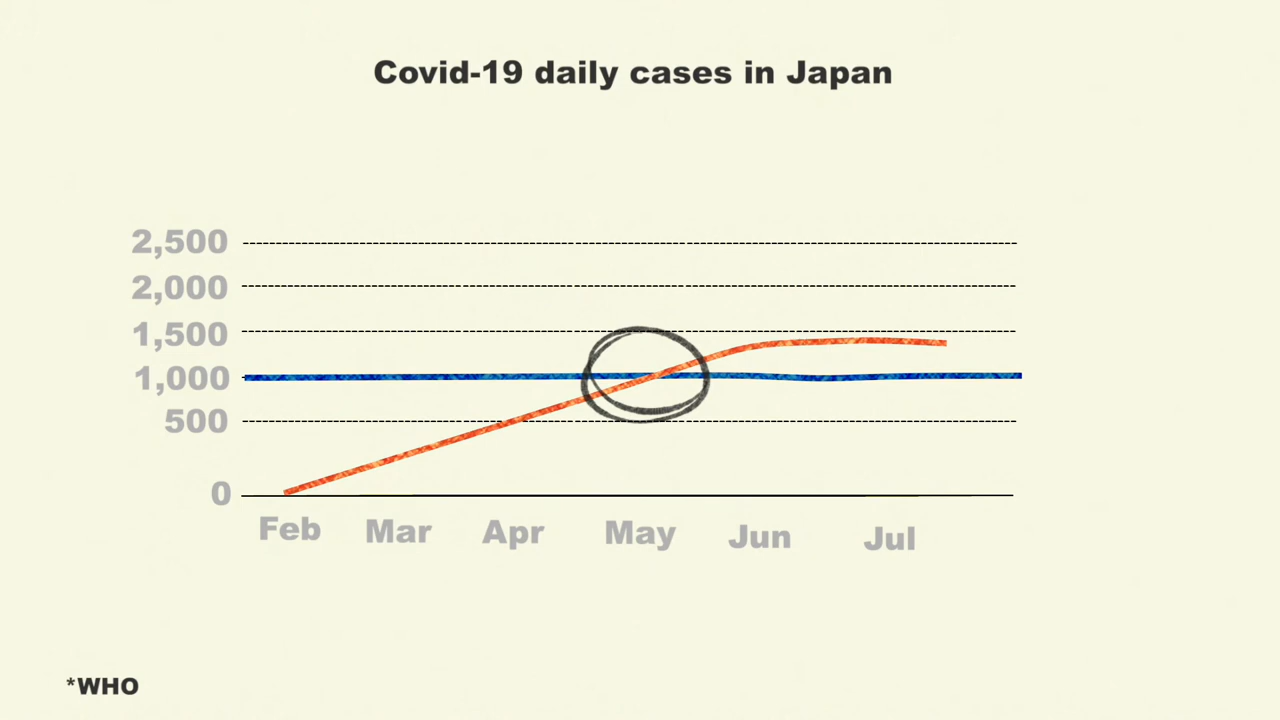 Covid-19 daily cases in Japan
2,500
2,000
1,500
1,000
500
0
Feb Mar Apr May Jun Jul
*WHO